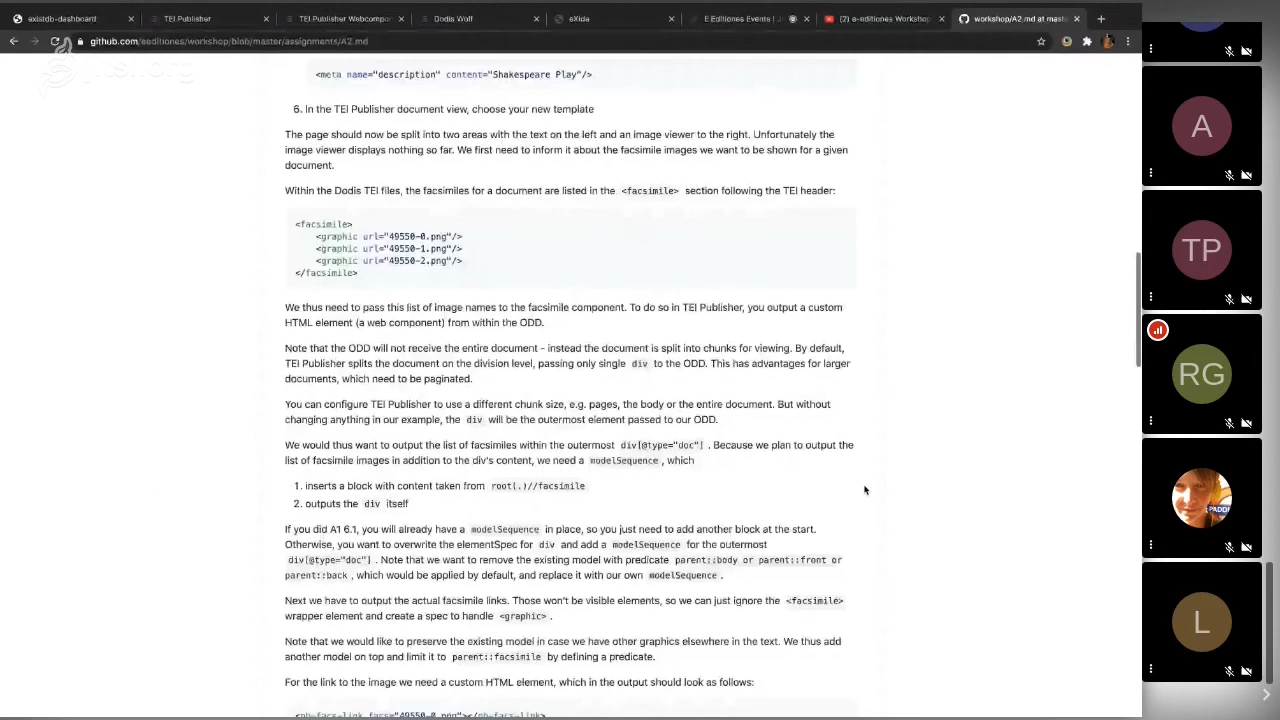 existdb-dashboard
TEI Publisher
TEI Publisher Webcompon
Dodis Wolf
eXide
E Editiones Events | J
(2) e-editiones Workshop
workshop/A2.md at mast
github.com/eeditiones/workshop/blob/master/assignments/A2.md
jitsi.org
<meta name="description" content="Shakespeare Play"/>
6. In the TEI Publisher document view, choose your new template
The page should now be split into two areas with the text on the left and an image viewer to the right. Unfortunately the
image viewer displays nothing so far. We first need to inform it about the facsimile images we want to be shown for a given
document.
Within the Dodis TEI files, the facsimiles for a document are listed in the <facsimile> section following the TEI header:
<facsimile>
<graphic url="49550-0.png"/>
<graphic url="49550-1.png"/>
<graphic url="49550-2.png"/>
</facsimile>
We thus need to pass this list of image names to the facsimile component. To do so in TEI Publisher, you output a custom
HTML element (a web component) from within the ODD.
Note that the ODD will not receive the entire document - instead the document is split into chunks for viewing. By default,
TEI Publisher splits the document on the division level, passing only single div to the ODD. This has advantages for larger
documents, which need to be paginated.
You can configure TEI Publisher to use a different chunk size, e.g. pages, the body or the entire document. But without
changing anything in our example, the div will be the outermost element passed to our ODD.
We would thus want to output the list of facsimiles within the outermost div[@type="doc"] . Because we plan to output the
list of facsimile images in addition to the div's content, we need a modelSequence , which
1. inserts a block with content taken from root(.)//facsimile
2. outputs the div itself
If you did A1 6.1, you will already have a modelSequence in place, so you just need to add another block at the start.
Otherwise, you want to overwrite the elementSpec for div and add a modelSequence for the outermost
div[@type="doc"] . Note that we want to remove the existing model with predicate parent::body or parent::front or
parent::back , which would be applied by default, and replace it with our own modelSequence .
Next we have to output the actual facsimile links. Those won't be visible elements, so we can just ignore the <facsimile>
wrapper element and create a spec to handle <graphic> .
Note that we would like to preserve the existing model in case we have other graphics elsewhere in the text. We thus add
another model on top and limit it to parent::facsimile by defining a predicate.
For the link to the image we need a custom HTML element, which in the output should look as follows:
<pb-facs-link facs="49550-0.png"></pb-facs-link>
A
TP
RG
PADD
L